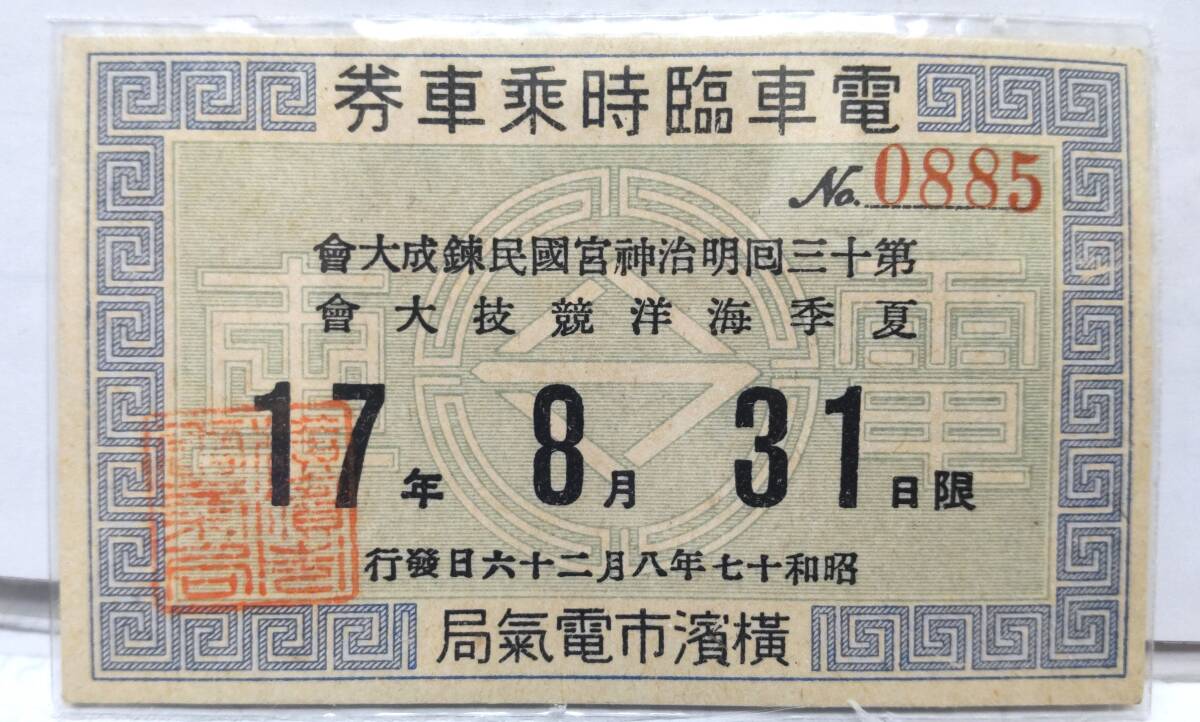 電車臨時乗車券
No. 0885
第十三回明治神宮國民錬成大會
夏季海洋競技大會
17年 8月 31日限
昭和十七年八月二十六日發行
橫濱市電氣局
電車